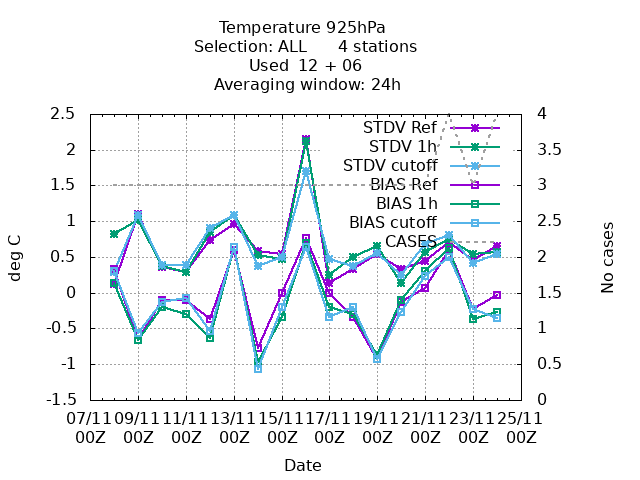 Temperature 925hPa
Selection: ALL 4 stations
Used 12 + 06
Averaging window: 24h
2.5
2
1.5
1
0.5
0
-0.5
-1
-1.5
deg C
4
3.5
3
2.5
2
1.5
1
0.5
0
No cases
STDV Ref
STDV 1h
STDV cutoff
BIAS Ref
BIAS 1h
BIAS cutoff
CASES
07/11 09/11 11/11 13/11 15/11 17/11 19/11 21/11 23/11 25/11
00Z 00Z 00Z 00Z 00Z 00Z 00Z 00Z 00Z 00Z
Date